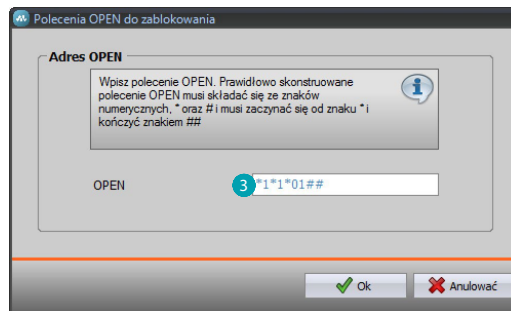 Polecenia OPEN do zablokowania
Adres OPEN
Wpisz polecenie OPEN. Prawidłowo skonstruowane
polecenie OPEN musi składać się ze znaków
numerycznych, * oraz # i musi zaczynać się od znaku * i
kończyć znakiem ##
OPEN
3 *1*1*01##
Ok
Anulować